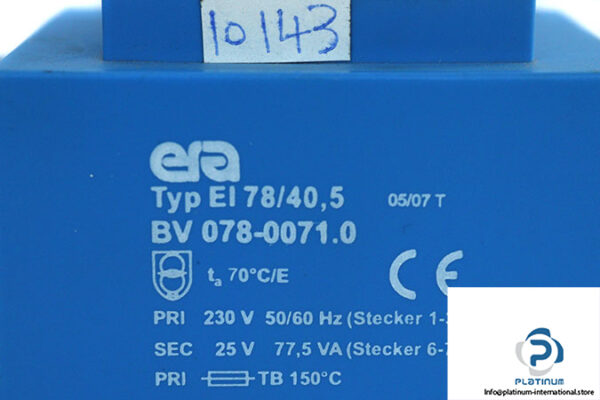 10143
era
Typ EI 78/40,5 05/07 T
BV 078-0071.0
ta 70°C/E CE
PRI 230 V 50/60 Hz (Stecker 1-
SEC 25 V 77,5 VA (Stecker 6-
PRI TB 150°C
PLATINUM
https://platinum-international.store